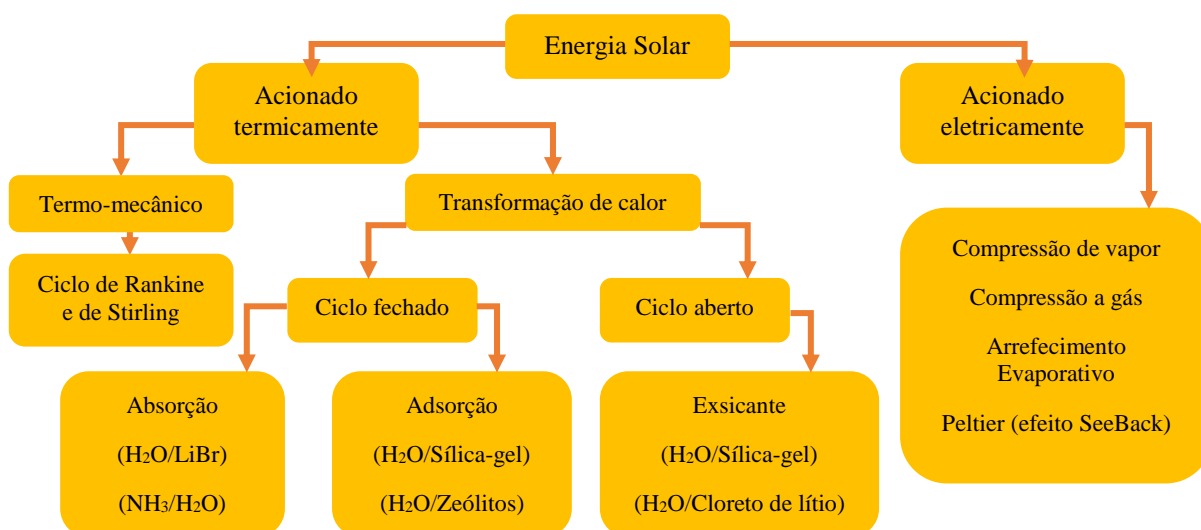 Energia Solar
Acionado
termicamente
Acionado
eletricamente
Termo-mecânico
Transformação de calor
Ciclo de Rankine
e de Stirling
Ciclo fechado
Ciclo aberto
Compressão de vapor
Compressão a gás
Arrefecimento
Evaporativo
Peltier (efeito SeeBack)
Absorção
(H₂O/LiBr)
(NH₃/H₂O)
Adsorção
(H₂O/Sílica-gel)
(H₂O/Zeólitos)
Exsicante
(H₂O/Sílica-gel)
(H₂O/Cloreto de lítio)